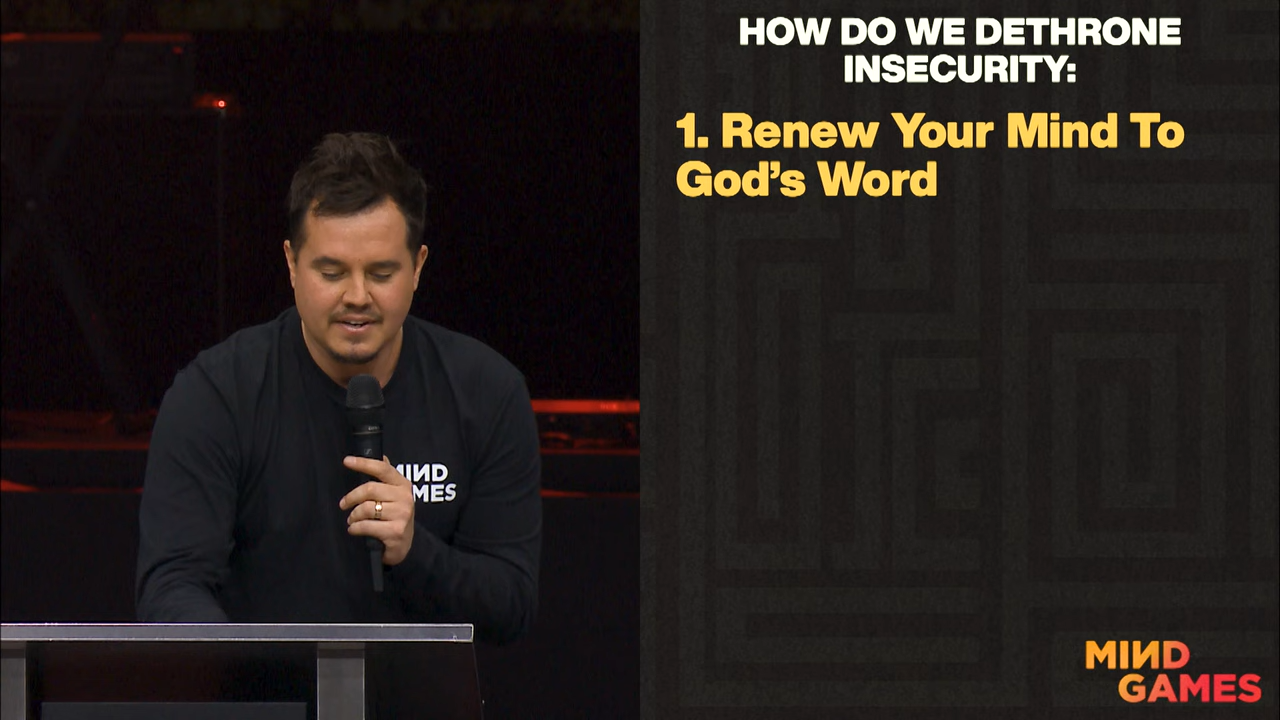 HOW DO WE DETHRONE
INSECURITY:
1. Renew Your Mind To
God's Word
MIND
GAMES
MIND
GAMES